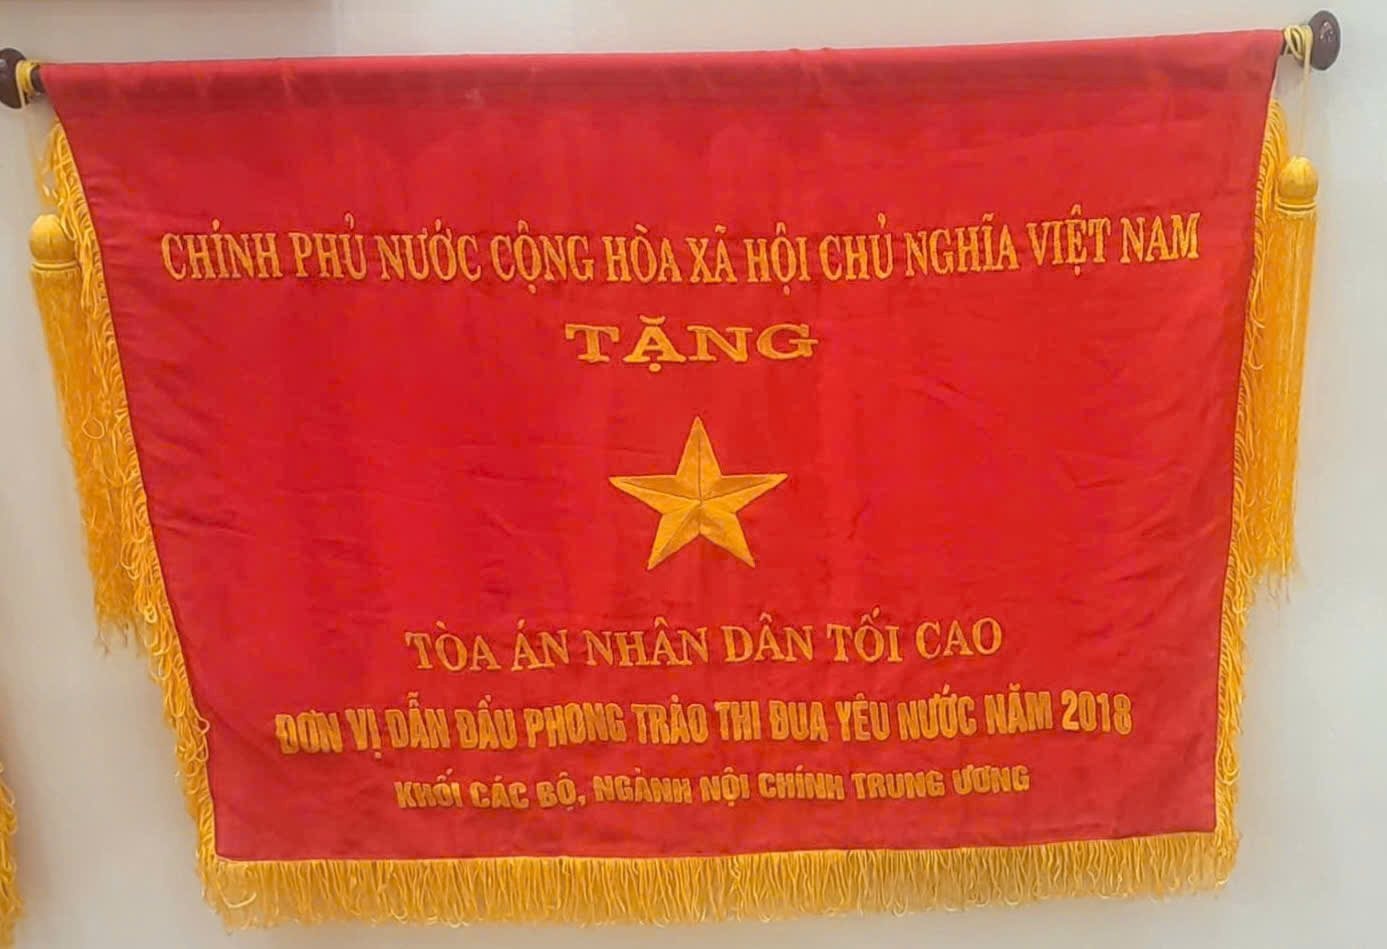 CHÍNH PHỦ NƯỚC CỘNG HÒA XÃ HỘI CHỦ NGHĨA VIỆT NAM
TẶNG
TÒA ÁN NHÂN DÂN TỐI CAO
ĐƠN VỊ DẪN ĐẦU PHONG TRÀO THI ĐUA YÊU NƯỚC NĂM 2018
KHỐI CÁC BỘ, NGÀNH NỘI CHÍNH TRUNG ƯƠNG